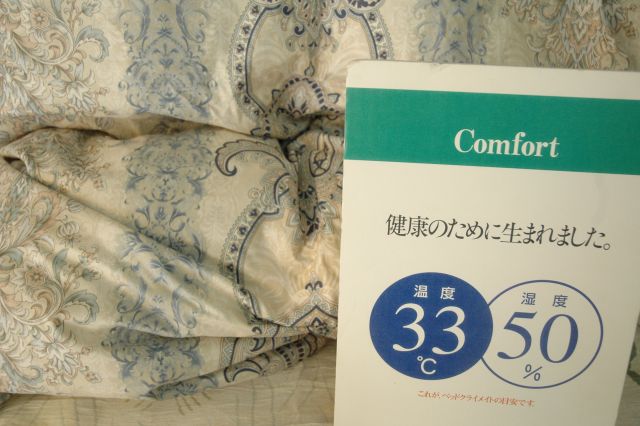 Comfort
健康のために生まれました。
温度 湿度
33 50
℃ %
これが、ベッドクライメイトの目安です。